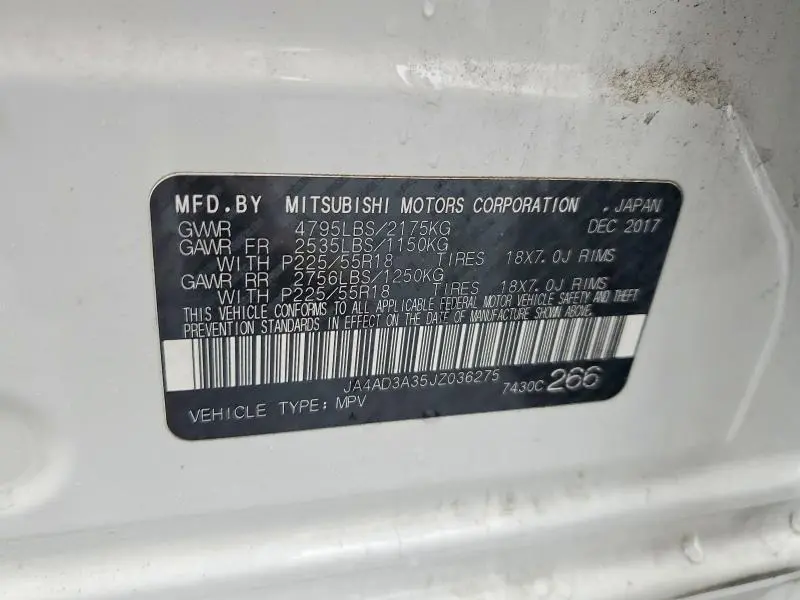 MFD.BY MITSUBISHI MOTORS CORPORATION .JAPAN
GVWR 4795LBS/2175KG DEC 2017
GAWR FR 2535LBS/1150KG
WITH P225/55R18 TIRES 18X7.0J RIMS
GAWR RR 2756LBS/1250KG
WITH P225/55R18 TIRES 18X7.0J RIMS
THIS VEHICLE CONFORMS TO ALL APPLICABLE FEDERAL MOTOR VEHICLE SAFETY AND THEFT
PREVENTION STANDARDS IN EFFECT ON THE DATE OF MANUFACTURE SHOWN ABOVE.
JA4AD3A35JZ036275
7430C 266
VEHICLE TYPE: MPV